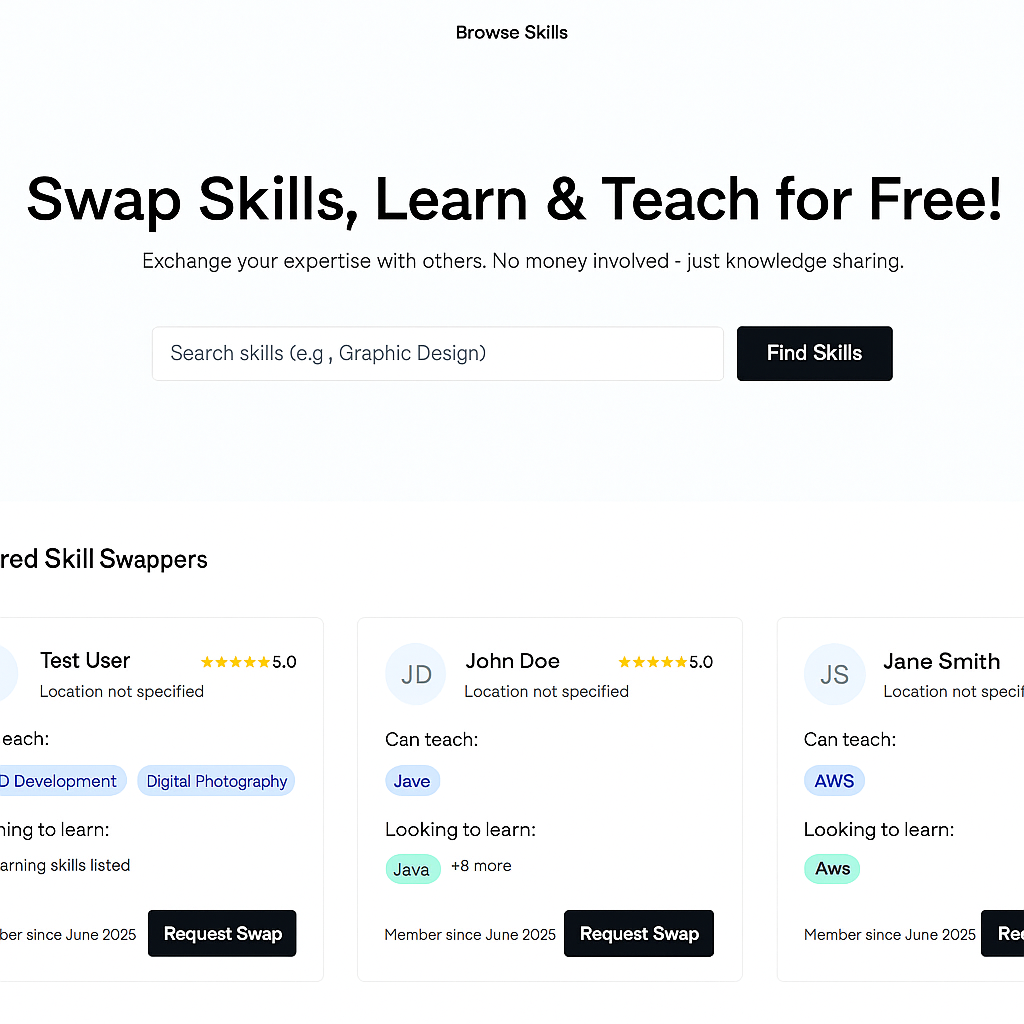 Browse Skills
Swap Skills, Learn & Teach for Free!
Exchange your expertise with others. No money involved - just knowledge sharing.
Search skills (e.g , Graphic Design)
Find Skills
red Skill Swappers
Test User
★★★★★5.0
Location not specified
each:
D Development
Digital Photography
ning to learn:
arning skills listed
ber since June 2025
Request Swap
JD
John Doe
★★★★★5.0
Location not specified
Can teach:
Jave
Looking to learn:
Java
+8 more
Member since June 2025
Request Swap
JS
Jane Smith
Location not specif
Can teach:
AWS
Looking to learn:
Aws
Member since June 2025
Re